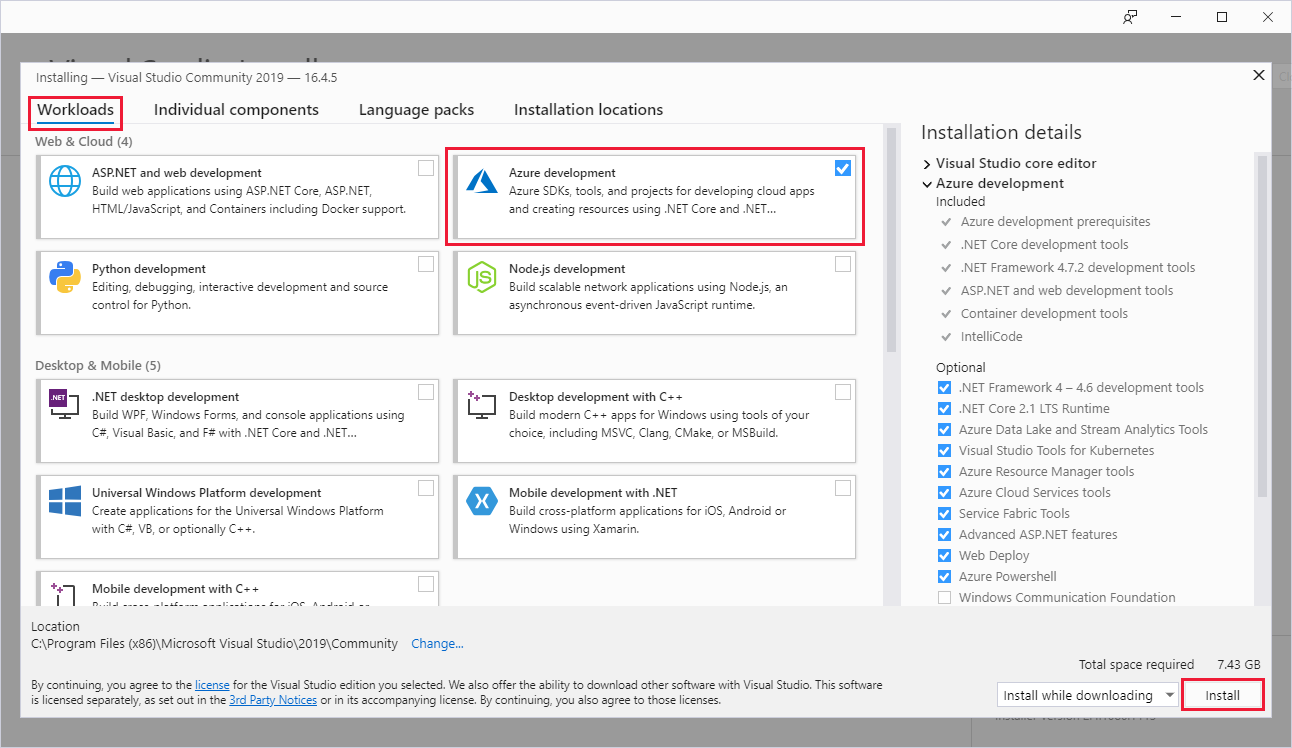 Installing — Visual Studio Community 2019 — 16.4.5
Workloads
Individual components
Language packs
Installation locations
Web & Cloud (4)
ASP.NET and web development
Build web applications using ASP.NET Core, ASP.NET,
HTML/JavaScript, and Containers including Docker support.
Azure development
Azure SDKs, tools, and projects for developing cloud apps
and creating resources using .NET Core and .NET...
Python development
Editing, debugging, interactive development and source
control for Python.
Node.js development
Build scalable network applications using Node.js, an
asynchronous event-driven JavaScript runtime.
Desktop & Mobile (5)
.NET
.NET desktop development
Build WPF, Windows Forms, and console applications using
C#, Visual Basic, and F# with .NET Core and .NET...
Desktop development with C++
Build modern C++ apps for Windows using tools of your
choice, including MSVC, Clang, CMake, or MSBuild.
Universal Windows Platform development
Create applications for the Universal Windows Platform
with C#, VB, or optionally C++.
Mobile development with .NET
Build cross-platform applications for iOS, Android or
Windows using Xamarin.
Mobile development with C++
Build cross-platform applications for iOS, Android or
Installation details
Visual Studio core editor
Azure development
Included
Azure development prerequisites
.NET Core development tools
.NET Framework 4.7.2 development tools
ASP.NET and web development tools
Container development tools
IntelliCode
Optional
.NET Framework 4 – 4.6 development tools
.NET Core 2.1 LTS Runtime
Azure Data Lake and Stream Analytics Tools
Visual Studio Tools for Kubernetes
Azure Resource Manager tools
Azure Cloud Services tools
Service Fabric Tools
Advanced ASP.NET features
Web Deploy
Azure Powershell
Windows Communication Foundation
Location
C:\Program Files (x86)\Microsoft Visual Studio\2019\Community Change...
Total space required 7.43 GB
By continuing, you agree to the license for the Visual Studio edition you selected. We also offer the ability to download other software with Visual Studio. This software
is licensed separately, as set out in the 3rd Party Notices or in its accompanying license. By continuing, you also agree to those licenses.
Install while downloading
Install